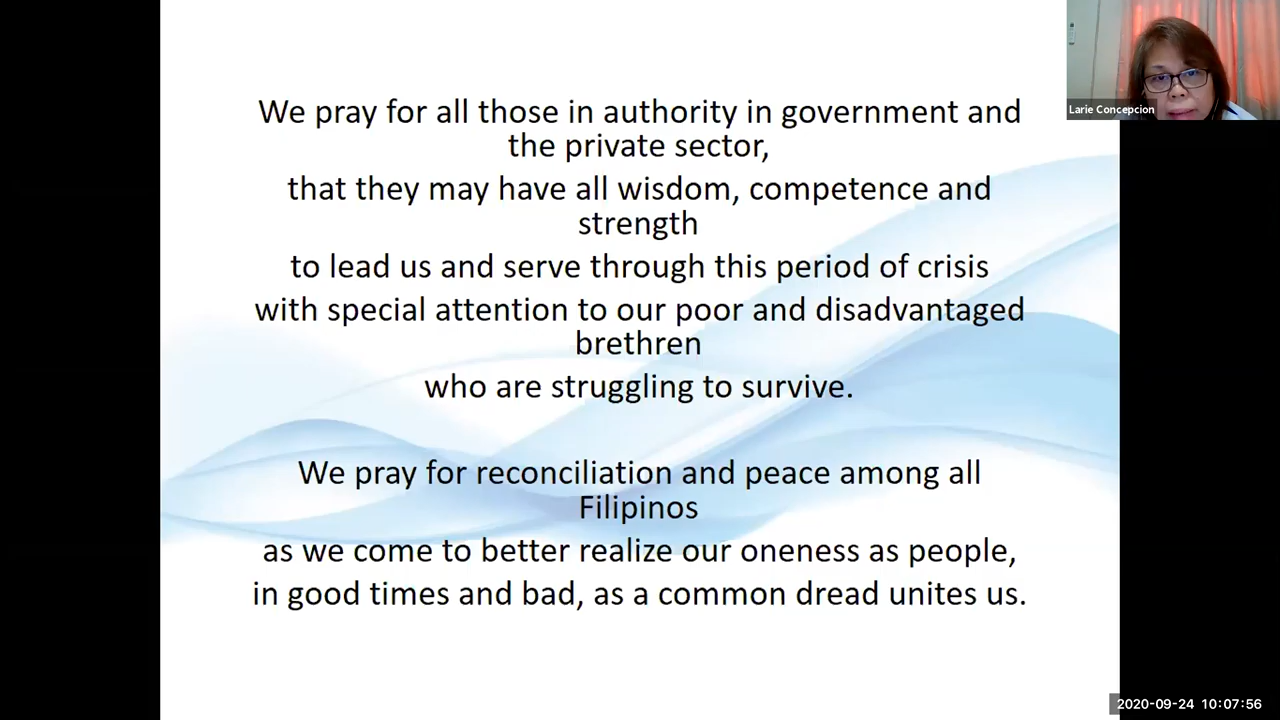 We pray for all those in authority in government and
the private sector,
that they may have all wisdom, competence and
strength
to lead us and serve through this period of crisis
with special attention to our poor and disadvantaged
brethren
who are struggling to survive.
We pray for reconciliation and peace among all
Filipinos
as we come to better realize our oneness as people,
in good times and bad, as a common dread unites us.
Larie Concepcion
2020-09-24 10:07:56